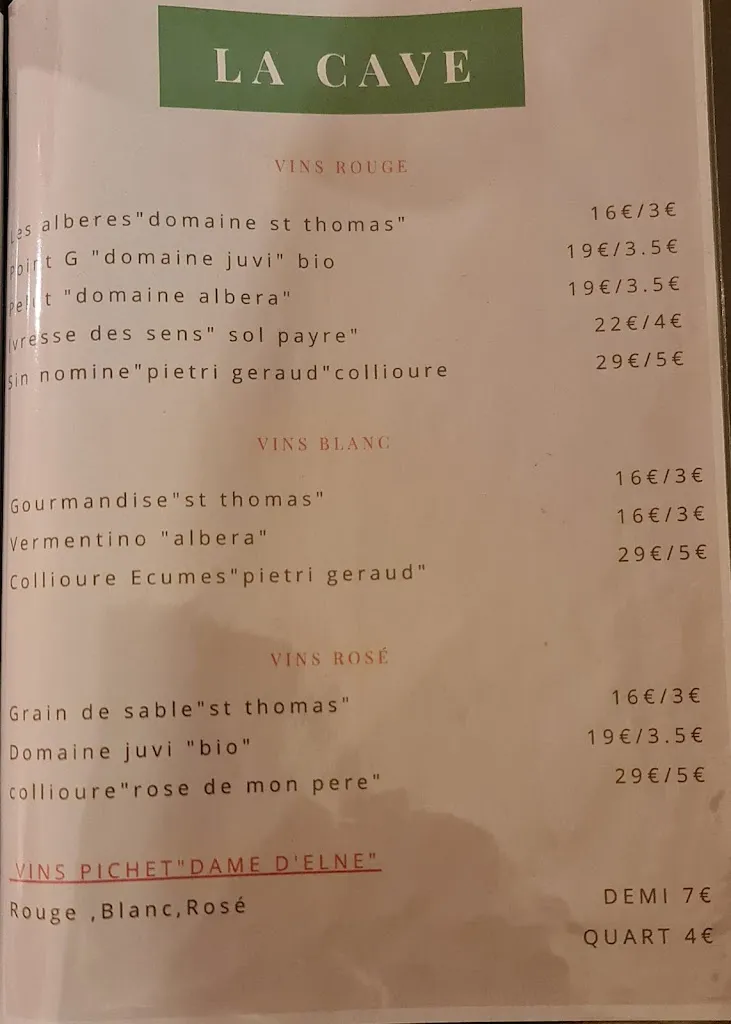 LA CAVE
VINS ROUGE
Les alberes"domaine st thomas" 16€/3€
Point G "domaine juvi" bio 19€/3.5€
"domaine albera" 19€/3.5€
Ivresse des sens" sol payre" 22€/4€
Sin nomine"pietri geraud"collioure 29€/5€
VINS BLANC
Gourmandise"st thomas" 16€/3€
Vermentino "albera" 16€/3€
Collioure Ecumes"pietri geraud" 29€/5€
VINS ROSÉ
Grain de sable"st thomas" 16€/3€
Domaine juvi "bio" 19€/3.5€
collioure"rose de mon pere" 29€/5€
VINS PICHET"DAME D'ELNE"
Rouge ,Blanc,Rosé DEMI 7€
QUART 4€